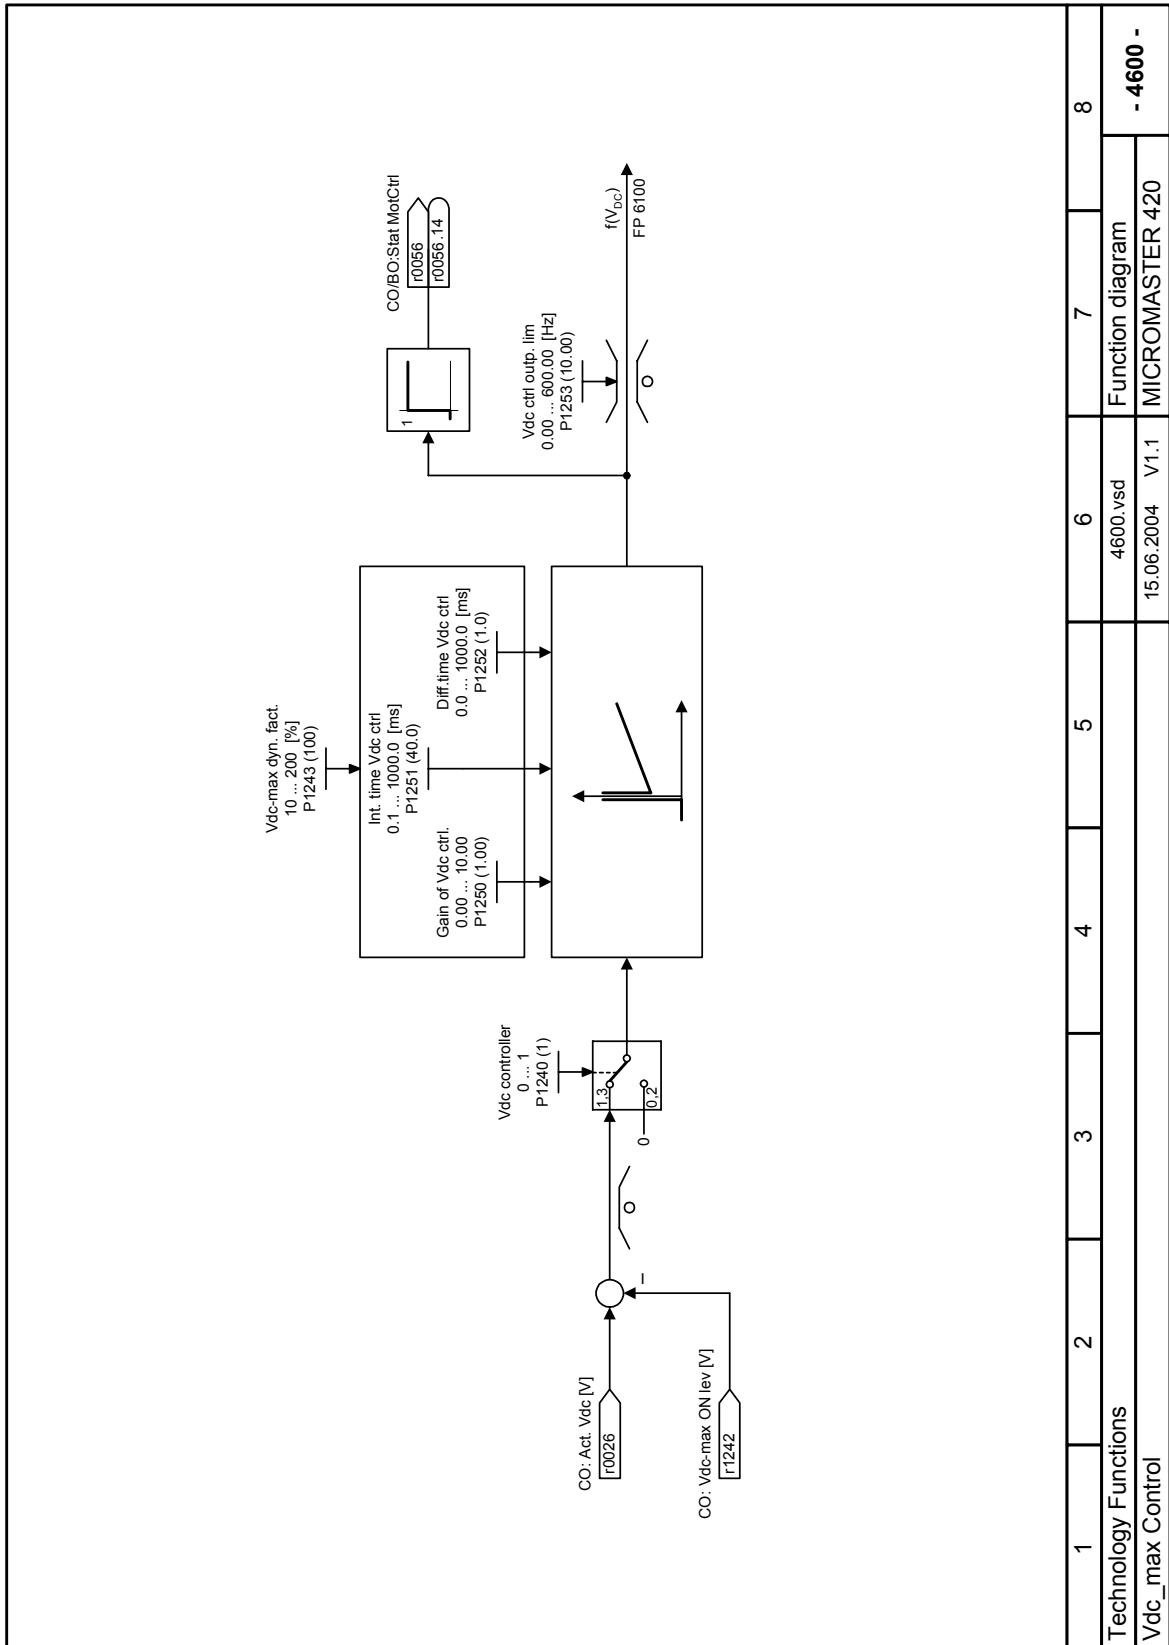 CO: Act. Vdc [V]
r0026
CO: Vdc-max ON lev [V]
r1242
–
Vdc controller
0 ... 1
P1240 (1)
1,3
0
0,2
Vdc-max dyn. fact.
10 ... 200 [%]
P1243 (100)
Gain of Vdc ctrl.
0.00 ... 10.00
P1250 (1.00)
Int. time Vdc ctrl
0.1 ... 1000.0 [ms]
P1251 (40.0)
Diff.time Vdc ctrl
0.0 ... 1000.0 [ms]
P1252 (1.0)
1
CO/BO:Stat MotCtrl
r0056
r0056.14
Vdc ctrl outp. lim
0.00 ... 600.00 [Hz]
P1253 (10.00)
f(VDC)
FP 6100
1 2 3 4 5 6 7 8
Technology Functions 4600.vsd Function diagram - 4600 -
Vdc_max Control 15.06.2004 V1.1 MICROMASTER 420